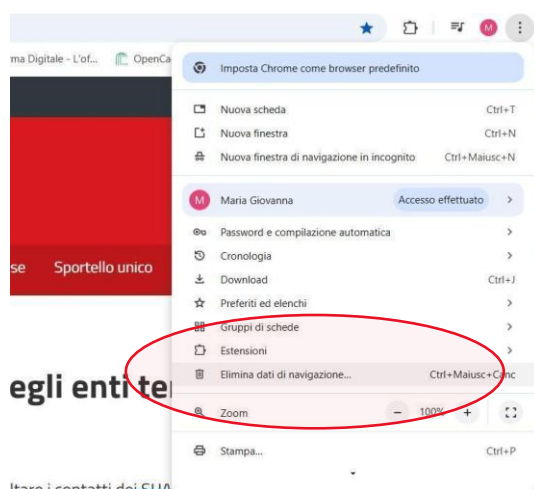 M
rma Digitale - L'of... OpenCa
Imposta Chrome come browser predefinito
Nuova scheda Ctrl+T
Nuova finestra Ctrl+N
Nuova finestra di navigazione in incognito Ctrl+Maiusc+N
M Maria Giovanna Accesso effettuato
Password e compilazione automatica
Cronologia
se Sportello unico
Download Ctrl+J
Preferiti ed elenchi
Gruppi di schede
Estensioni
Elimina dati di navigazione... Ctrl+Maiusc+Canc
egli enti te
Zoom − 100% +
Stampa... Ctrl+P
ltare i contatti dei SUA